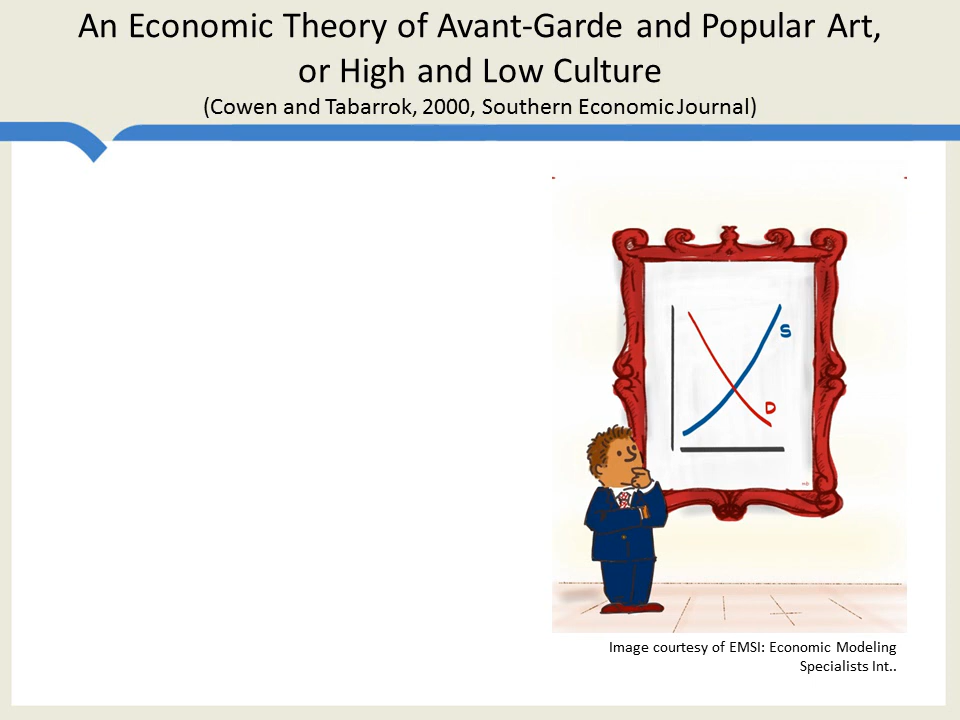 An Economic Theory of Avant-Garde and Popular Art,
or High and Low Culture
(Cowen and Tabarrok, 2000, Southern Economic Journal)
S
D
Image courtesy of EMSI: Economic Modeling
Specialists Int..